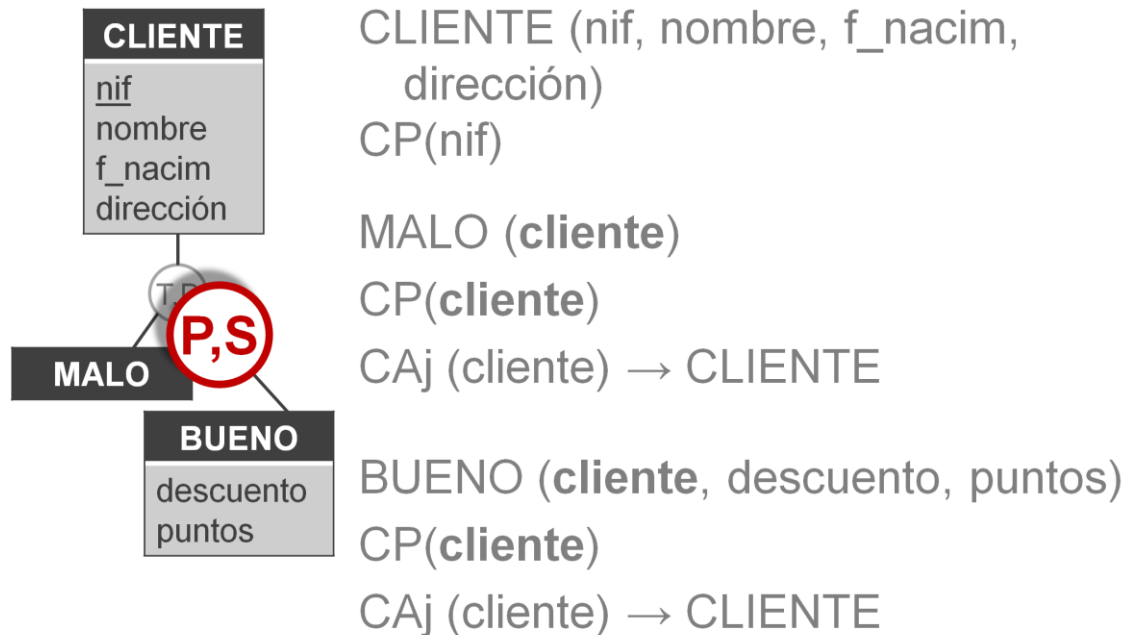 CLIENTE
nif
nombre
f_nacim
dirección
P,S
MALO
BUENO
descuento
puntos
CLIENTE (nif, nombre, f_nacim,
dirección)
CP(nif)
MALO (cliente)
CP(cliente)
CAj (cliente) → CLIENTE
BUENO (cliente, descuento, puntos)
CP(cliente)
CAj (cliente) → CLIENTE